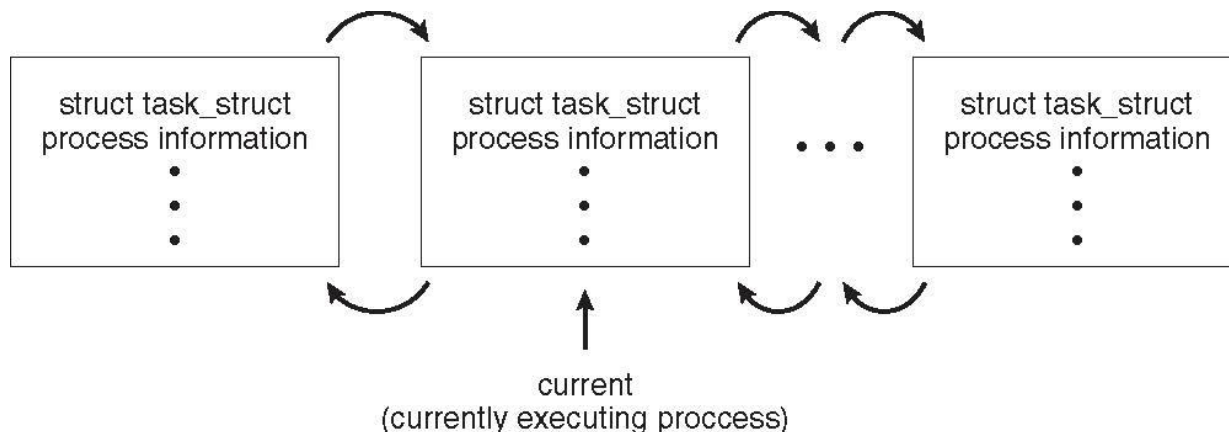 struct task_struct
process information
struct task_struct
process information
struct task_struct
process information
current
(currently executing proccess)